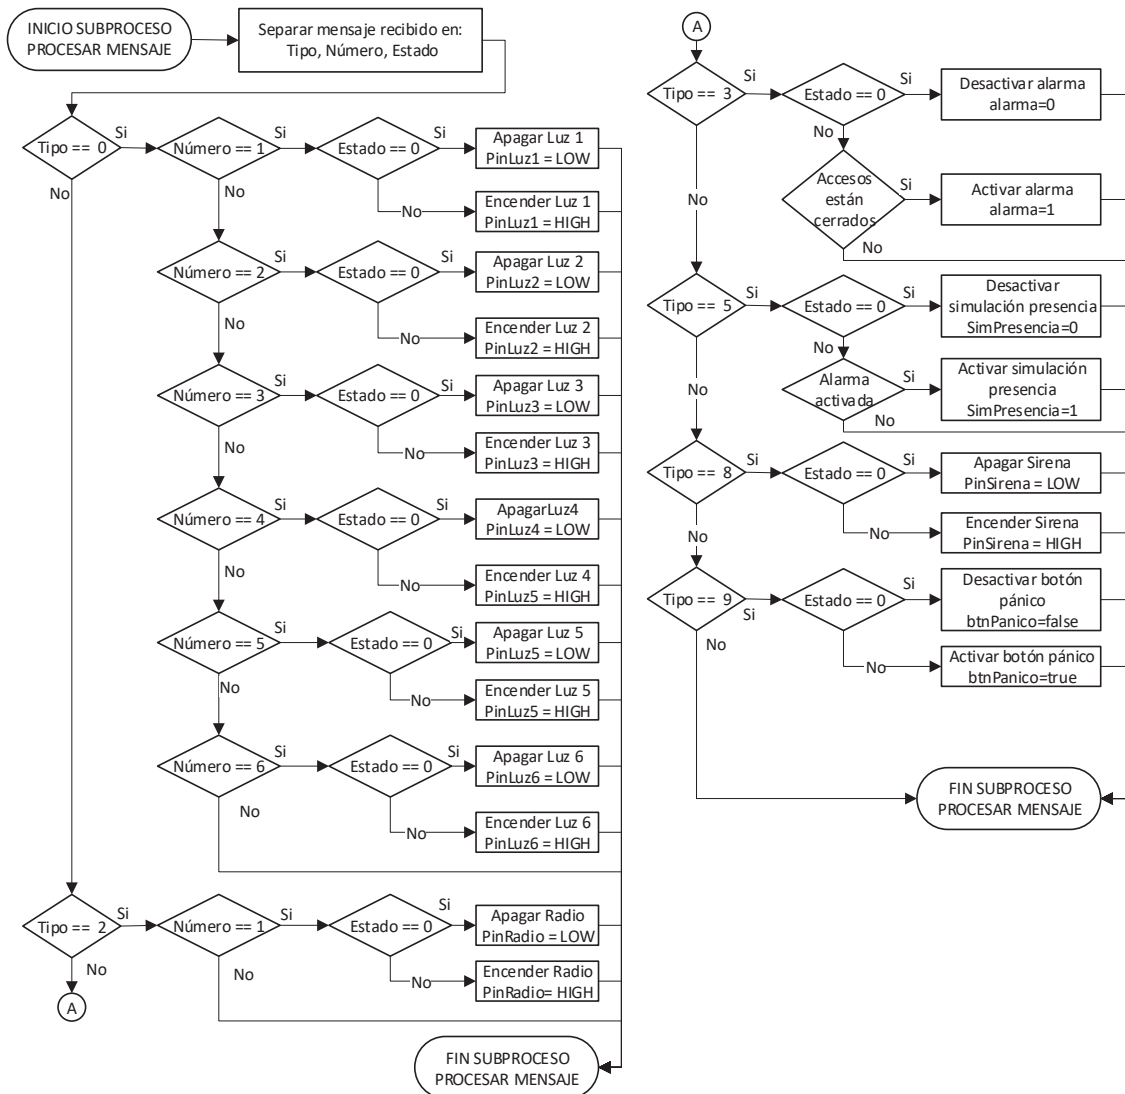 INICIO SUBPROCESO
PROCESAR MENSAJE
Separar mensaje recibido en:
Tipo, Número, Estado
Tipo == 0
Si
No
Número == 1
Si
No
Estado == 0
Si
No
Apagar Luz 1
PinLuz1 = LOW
Encender Luz 1
PinLuz1 = HIGH
Número == 2
Si
No
Estado == 0
Si
No
Apagar Luz 2
PinLuz2 = LOW
Encender Luz 2
PinLuz2 = HIGH
Número == 3
Si
No
Estado == 0
Si
No
Apagar Luz 3
PinLuz3 = LOW
Encender Luz 3
PinLuz3 = HIGH
Número == 4
Si
No
Estado == 0
Si
No
ApagarLuz4
PinLuz4 = LOW
Encender Luz 4
PinLuz5 = HIGH
Número == 5
Si
No
Estado == 0
Si
No
Apagar Luz 5
PinLuz5 = LOW
Encender Luz 5
PinLuz5 = HIGH
Número == 6
Si
No
Estado == 0
Si
No
Apagar Luz 6
PinLuz6 = LOW
Encender Luz 6
PinLuz6 = HIGH
Tipo == 2
Si
No
Número == 1
Si
No
Estado == 0
Si
No
Apagar Radio
PinRadio = LOW
Encender Radio
PinRadio= HIGH
A
FIN SUBPROCESO
PROCESAR MENSAJE
A
Tipo == 3
Si
No
Estado == 0
Si
No
Desactivar alarma
alarma=0
Accesos
están
cerrados
Si
No
Activar alarma
alarma=1
Tipo == 5
Si
No
Estado == 0
Si
No
Desactivar
simulación presencia
SimPresencia=0
Alarma
activada
Si
No
Activar simulación
presencia
SimPresencia=1
Tipo == 8
Si
No
Estado == 0
Si
No
Apagar Sirena
PinSirena = LOW
Encender Sirena
PinSirena = HIGH
Tipo == 9
Si
No
Estado == 0
Si
No
Desactivar botón
pánico
btnPanico=false
Activar botón pánico
btnPanico=true
FIN SUBPROCESO
PROCESAR MENSAJE